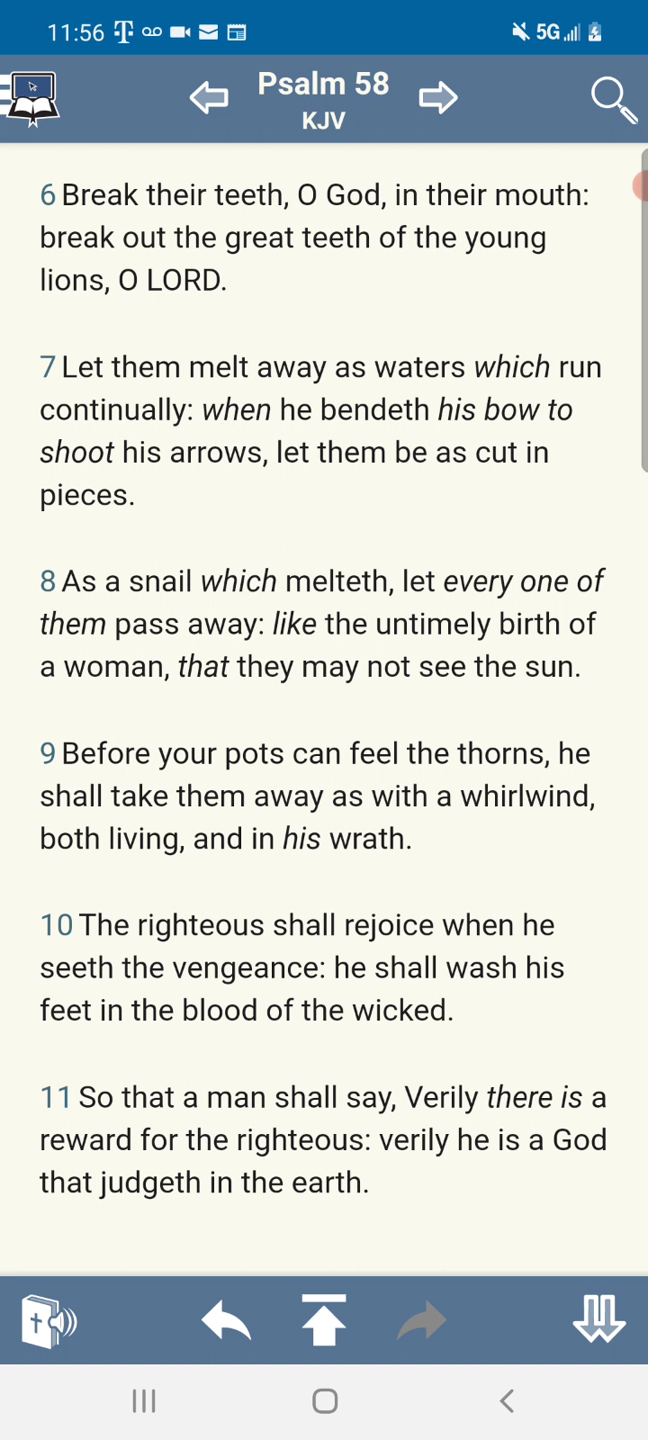 11:56 5G
Psalm 58
KJV
6 Break their teeth, O God, in their mouth:
break out the great teeth of the young
lions, O LORD.
7 Let them melt away as waters which run
continually: when he bendeth his bow to
shoot his arrows, let them be as cut in
pieces.
8 As a snail which melteth, let every one of
them pass away: like the untimely birth of
a woman, that they may not see the sun.
9 Before your pots can feel the thorns, he
shall take them away as with a whirlwind,
both living, and in his wrath.
10 The righteous shall rejoice when he
seeth the vengeance: he shall wash his
feet in the blood of the wicked.
11 So that a man shall say, Verily there is a
reward for the righteous: verily he is a God
that judgeth in the earth.